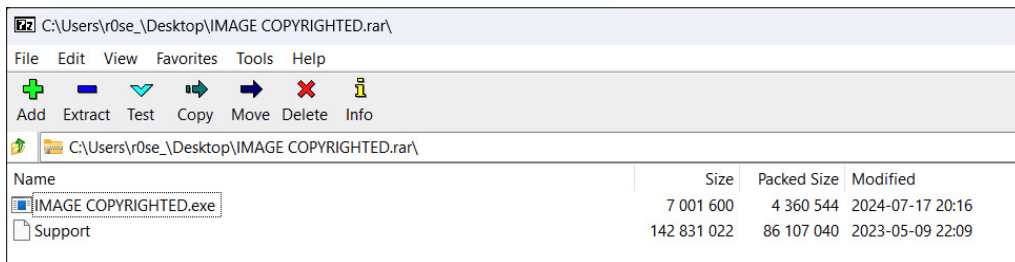 C:\Users\r0se_\Desktop\IMAGE COPYRIGHTED.rar\
File Edit View Favorites Tools Help
Add Extract Test Copy Move Delete Info
C:\Users\r0se_\Desktop\IMAGE COPYRIGHTED.rar\
Name Size Packed Size Modified
IMAGE COPYRIGHTED.exe 7 001 600 4 360 544 2024-07-17 20:16
Support 142 831 022 86 107 040 2023-05-09 22:09